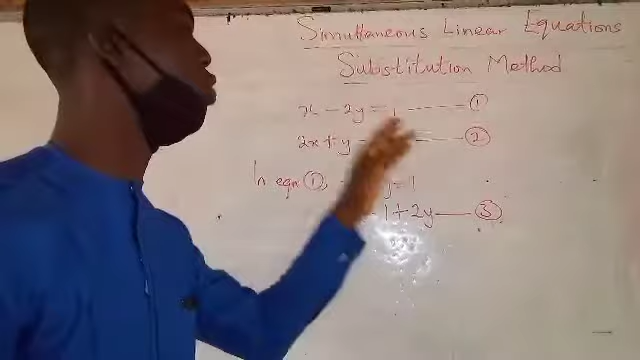 Simultaneous Linear Equations
Substitution Method
x - 2y = 1 ---- = ①
2x + y — ②
In eqn ①, y = 1
1 + 2y — ③